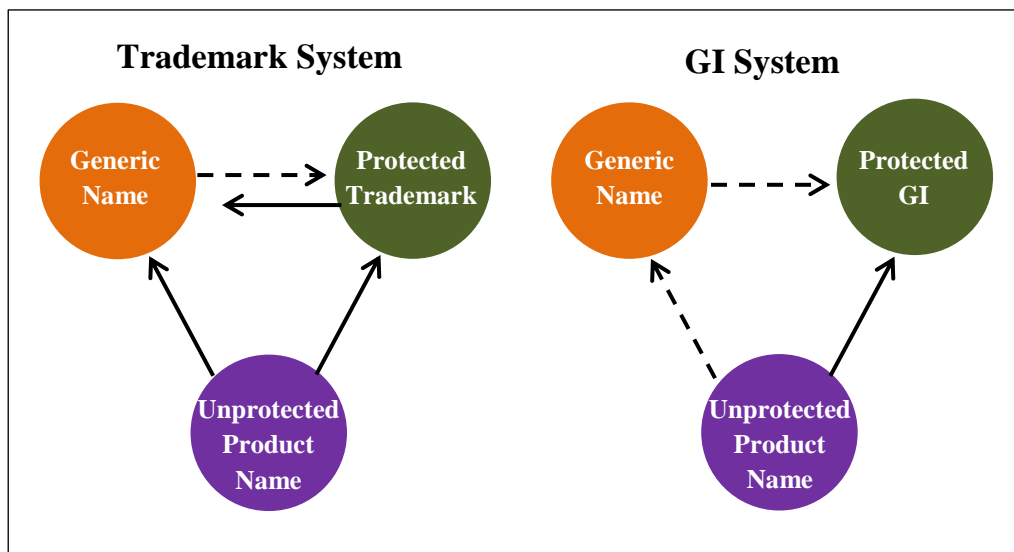 Trademark System
Generic
Name
Protected
Trademark
Unprotected
Product
Name
GI System
Generic
Name
Protected
GI
Unprotected
Product
Name